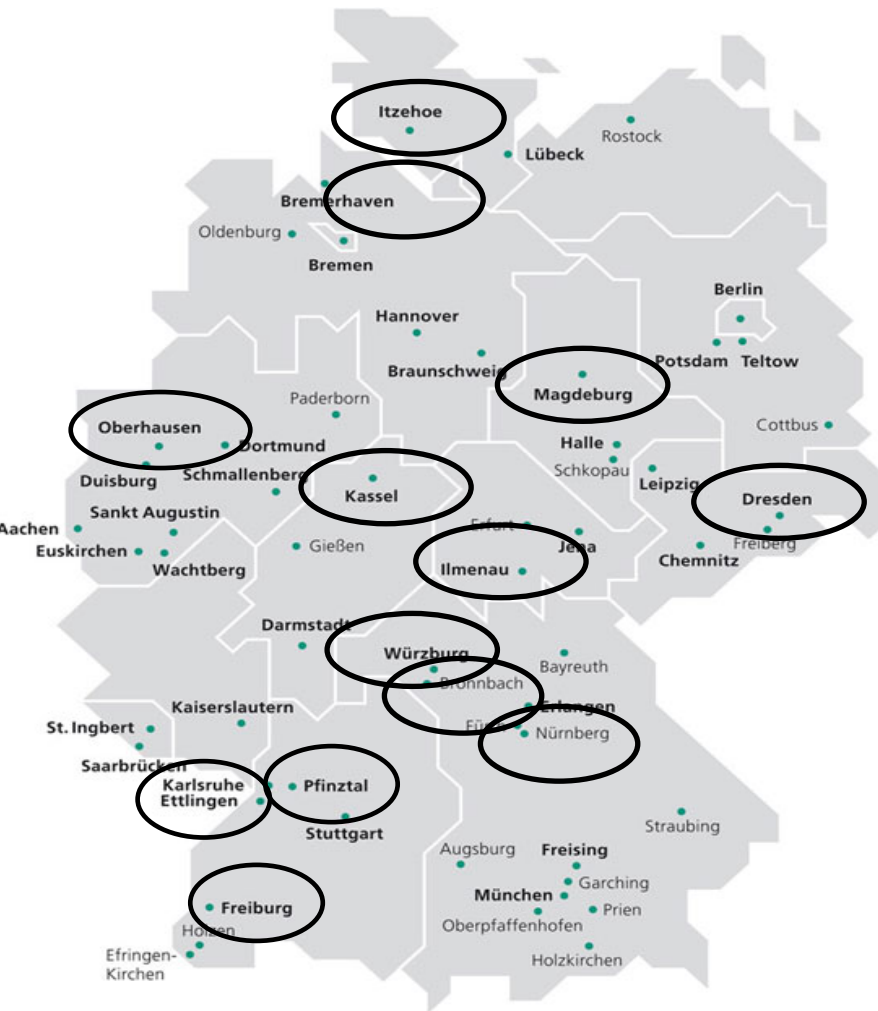 Itzehoe
Rostock
Lübeck
Bremerhaven
Oldenburg
Bremen
Berlin
Hannover
Braunschweig
Potsdam
Teltow
Magdeburg
Paderborn
Cottbus
Oberhausen
Dortmund
Halle
Schkopau
Duisburg
Schmallenberg
Kassel
Leipzig
Dresden
Sankt Augustin
Aachen
Erfurt
Jena
Freiberg
Euskirchen
Gießen
Chemnitz
Wachtberg
Ilmenau
Darmstadt
Würzburg
Bayreuth
Bronnbach
Kaiserslautern
Erlangen
St. Ingbert
Nürnberg
Saarbrücken
Karlsruhe
Ettlingen
Pfinztal
Stuttgart
Straubing
Augsburg
Freising
Garching
München
Freiburg
Prien
Oberpfaffenhofen
Holzen
Efringen-
Kirchen
Holzkirchen